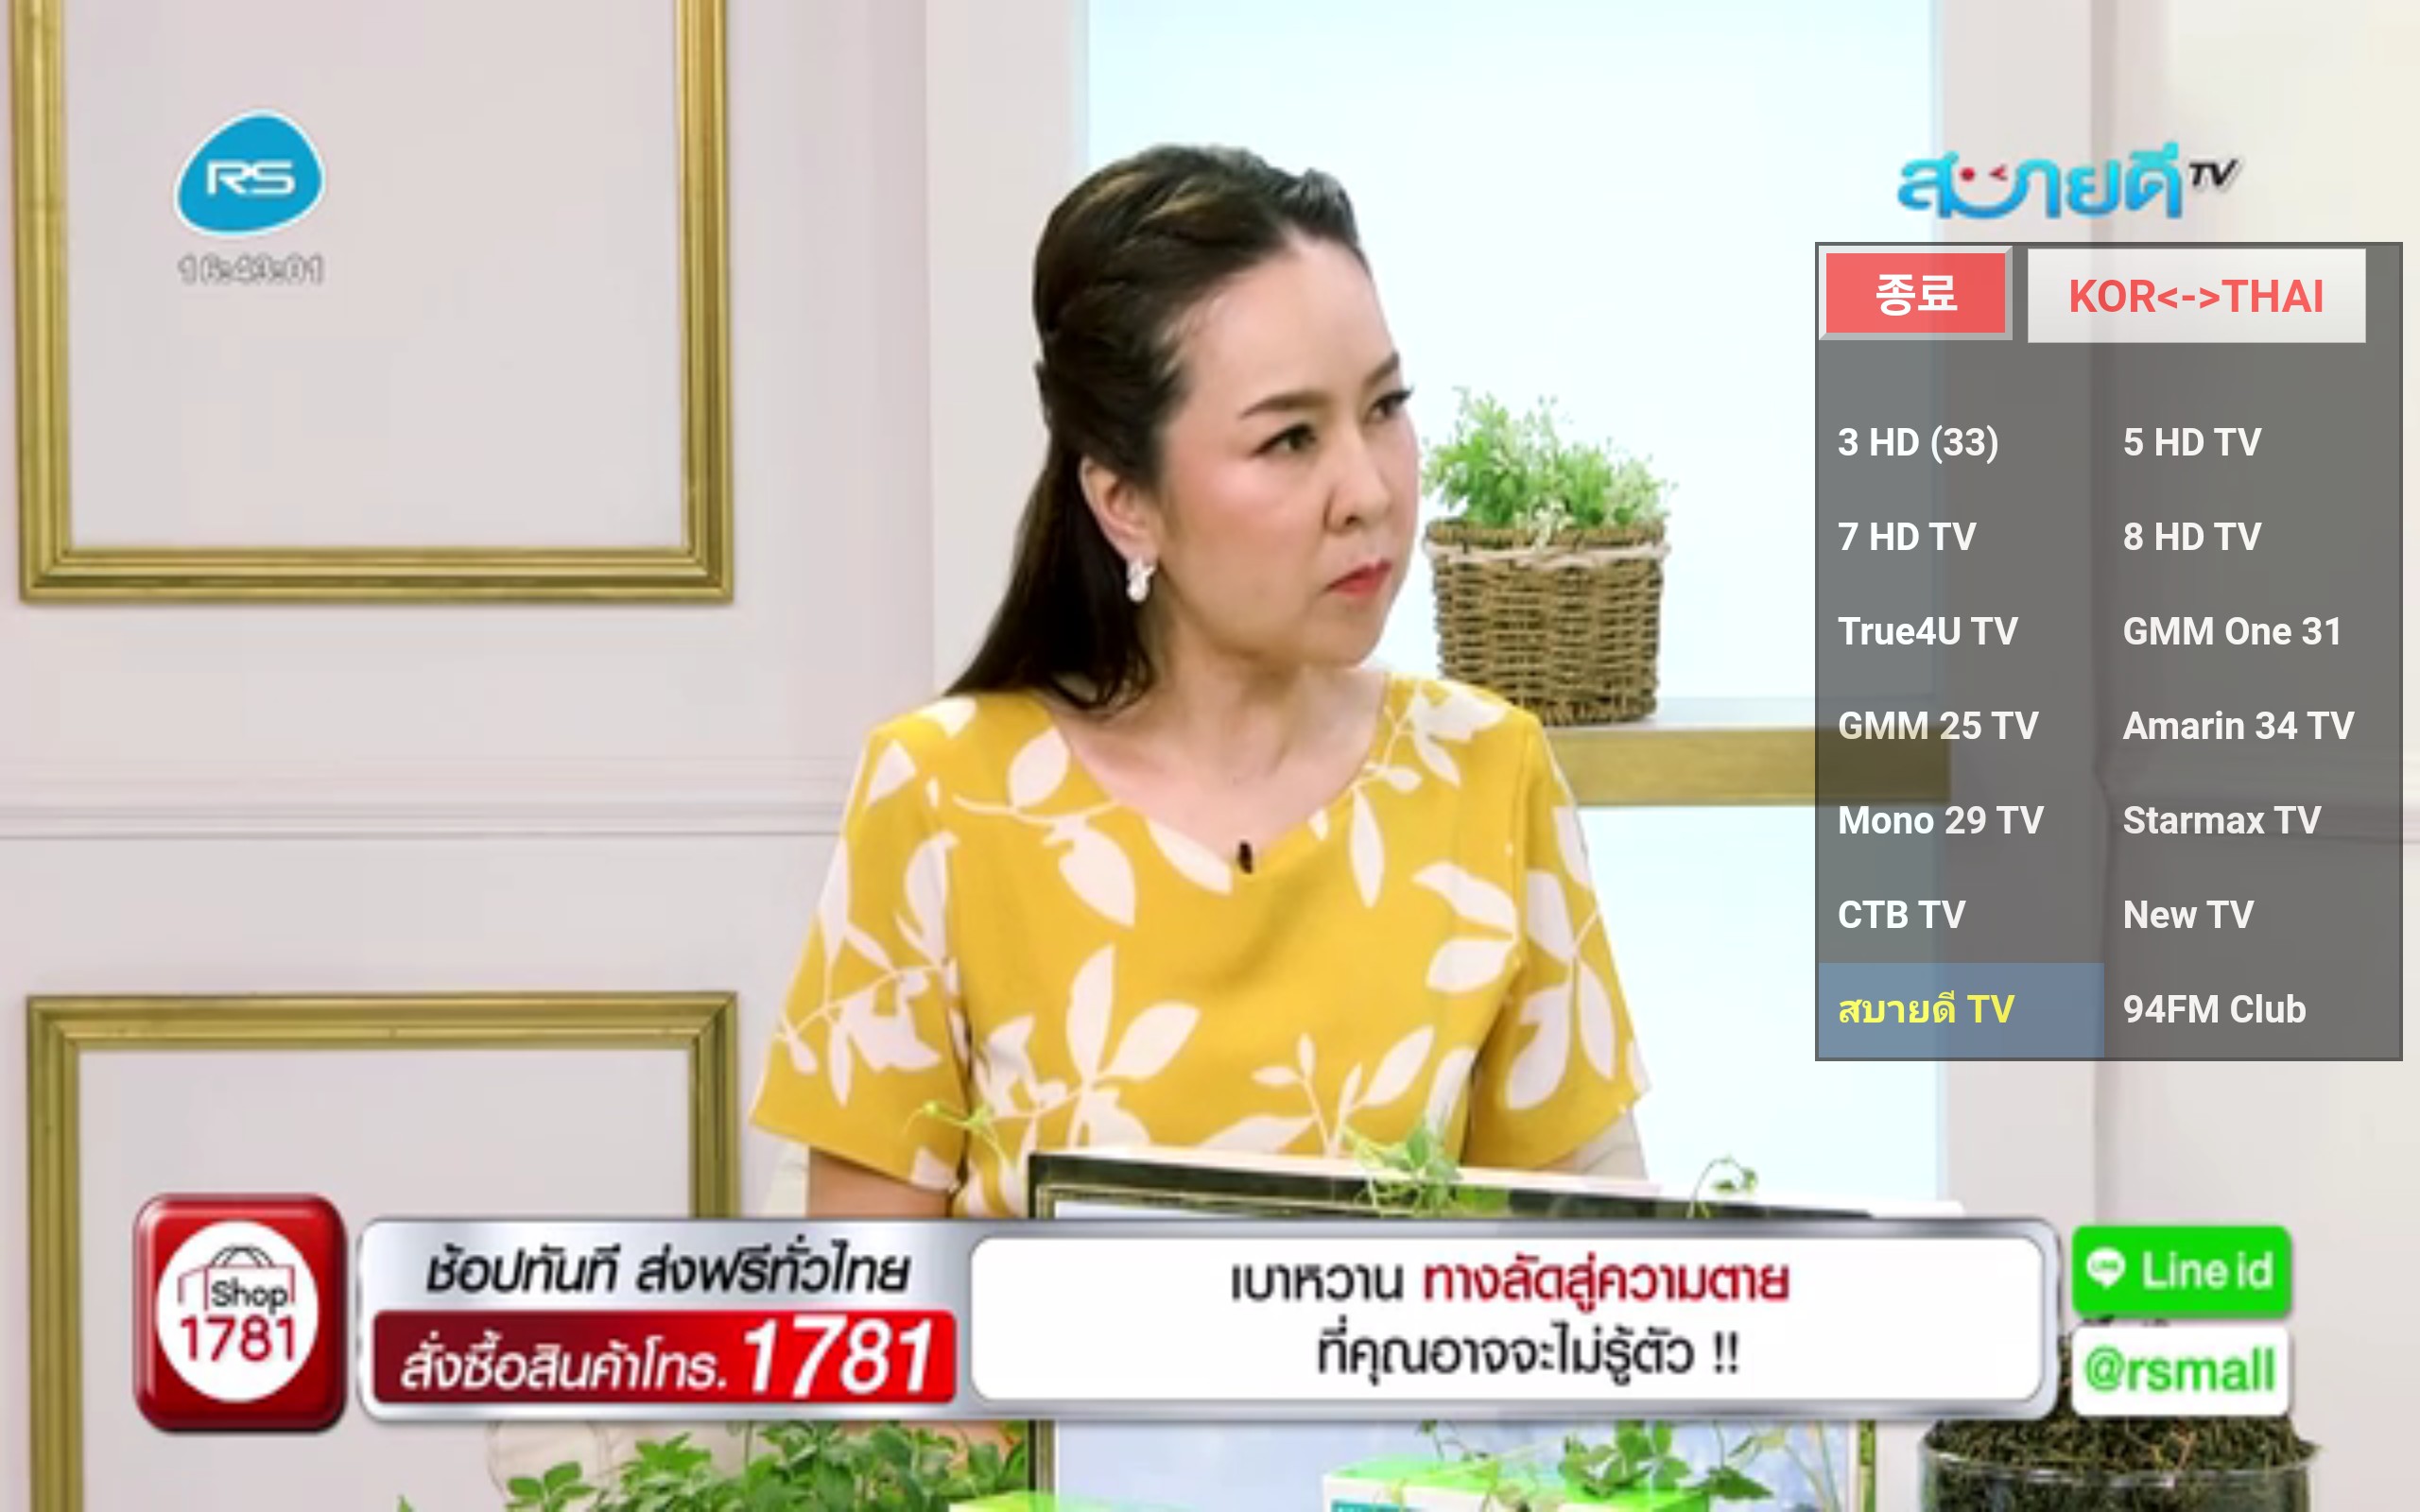 RS
16:49:01
สบายดี TV
종료
KOR<->THAI
3 HD (33)
5 HD TV
7 HD TV
8 HD TV
True4U TV
GMM One 31
GMM 25 TV
Amarin 34 TV
Mono 29 TV
Starmax TV
CTB TV
New TV
สบายดี TV
94FM Club
Shop
1781
ช้อปทันที ส่งฟรีทั่วไทย
สั่งซื้อสินค้าโทร. 1781
เบาหวาน ทางลัดสู่ความตาย
ที่คุณอาจจะไม่รู้ตัว !!
Line id
@rsmall